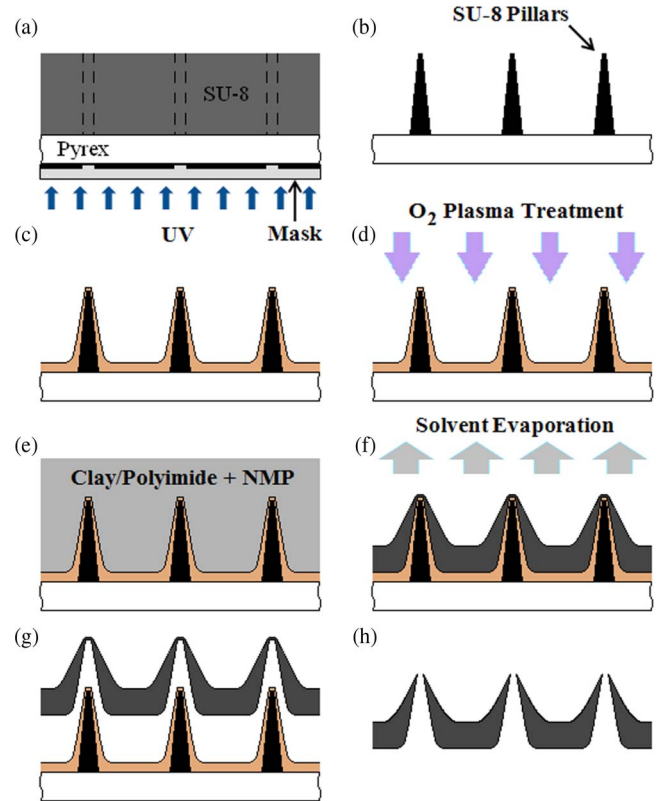 (a)
SU-8
Pyrex
UV
Mask
(b)
SU-8 Pillars
(c)
(d)
O₂ Plasma Treatment
(e)
Clay/Polyimide + NMP
(f)
Solvent Evaporation
(g)
(h)